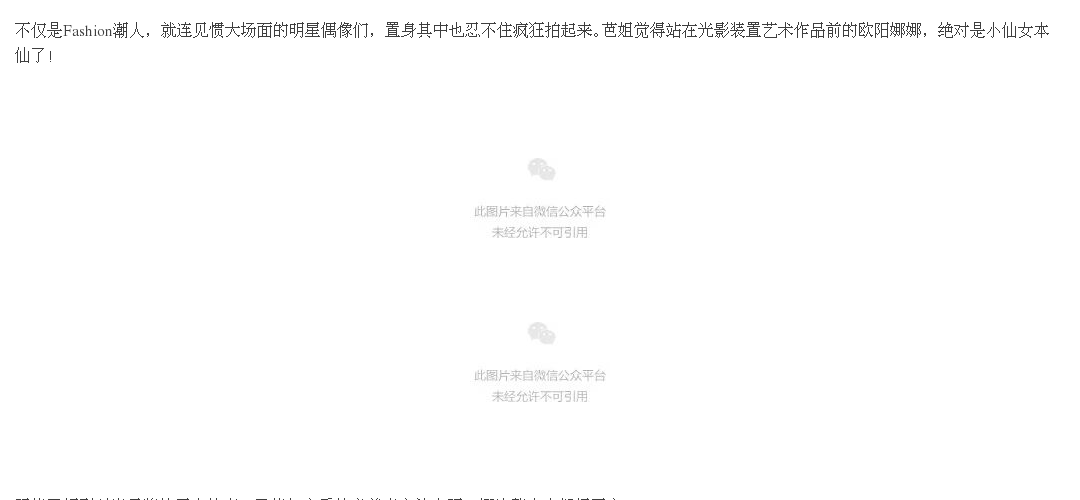 不仅是Fashion潮人，就连见惯大场面的明星偶像们，置身其中也忍不住疯狂拍起来。芭姐觉得站在光影装置艺术作品前的欧阳娜娜，绝对是小仙女本
仙了！
此图片来自微信公众平台
未经允许不可引用
此图片来自微信公众平台
未经允许不可引用